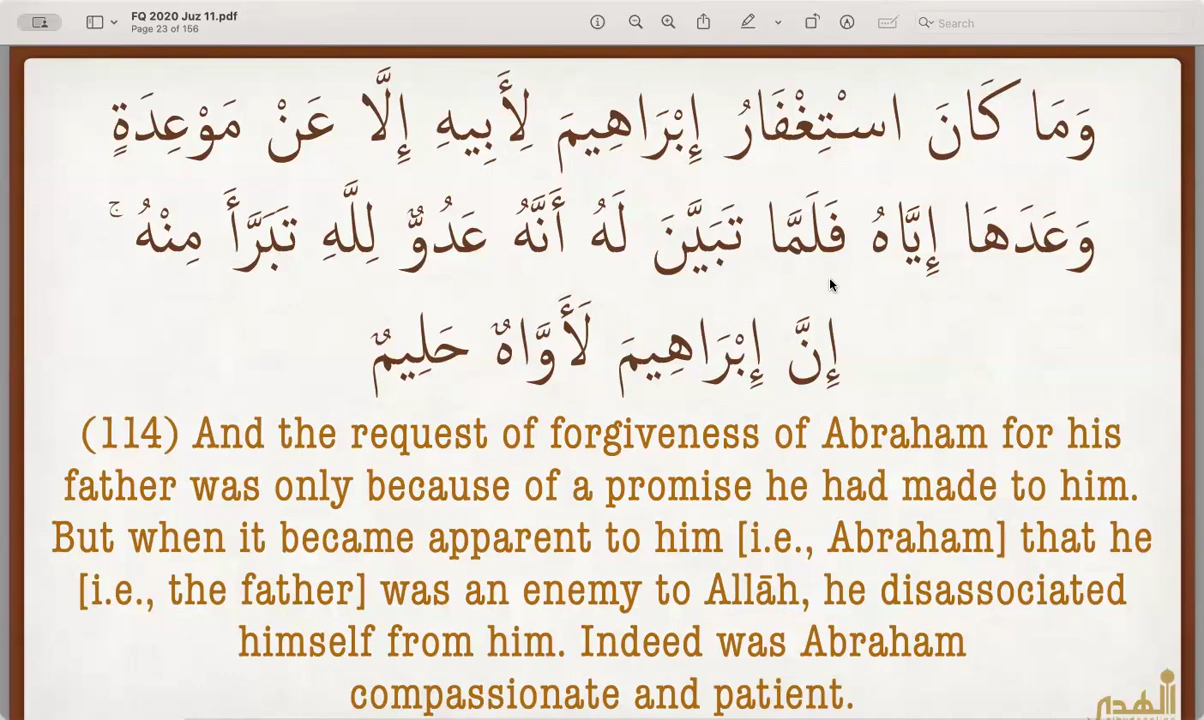 FQ 2020 Juz 11.pdf
Page 23 of 156
Search
وَمَا كَانَ اسْتِغْفَارُ إِبْرَاهِيمَ لِأَبِيهِ إِلَّا عَنْ مَوْعِدَةٍ
وَعَدَهَا إِيَّاهُ فَلَمَّا تَبَيَّنَ لَهُ أَنَّهُ عَدُوٌّ لِلَّهِ تَبَرَّأَ مِنْهُ ۚ
إِنَّ إِبْرَاهِيمَ لَأَوَّاهٌ حَلِيمٌ
(114) And the request of forgiveness of Abraham for his
father was only because of a promise he had made to him.
But when it became apparent to him [i.e., Abraham] that he
[i.e., the father] was an enemy to Allāh, he disassociated
himself from him. Indeed was Abraham
compassionate and patient.
الهدى